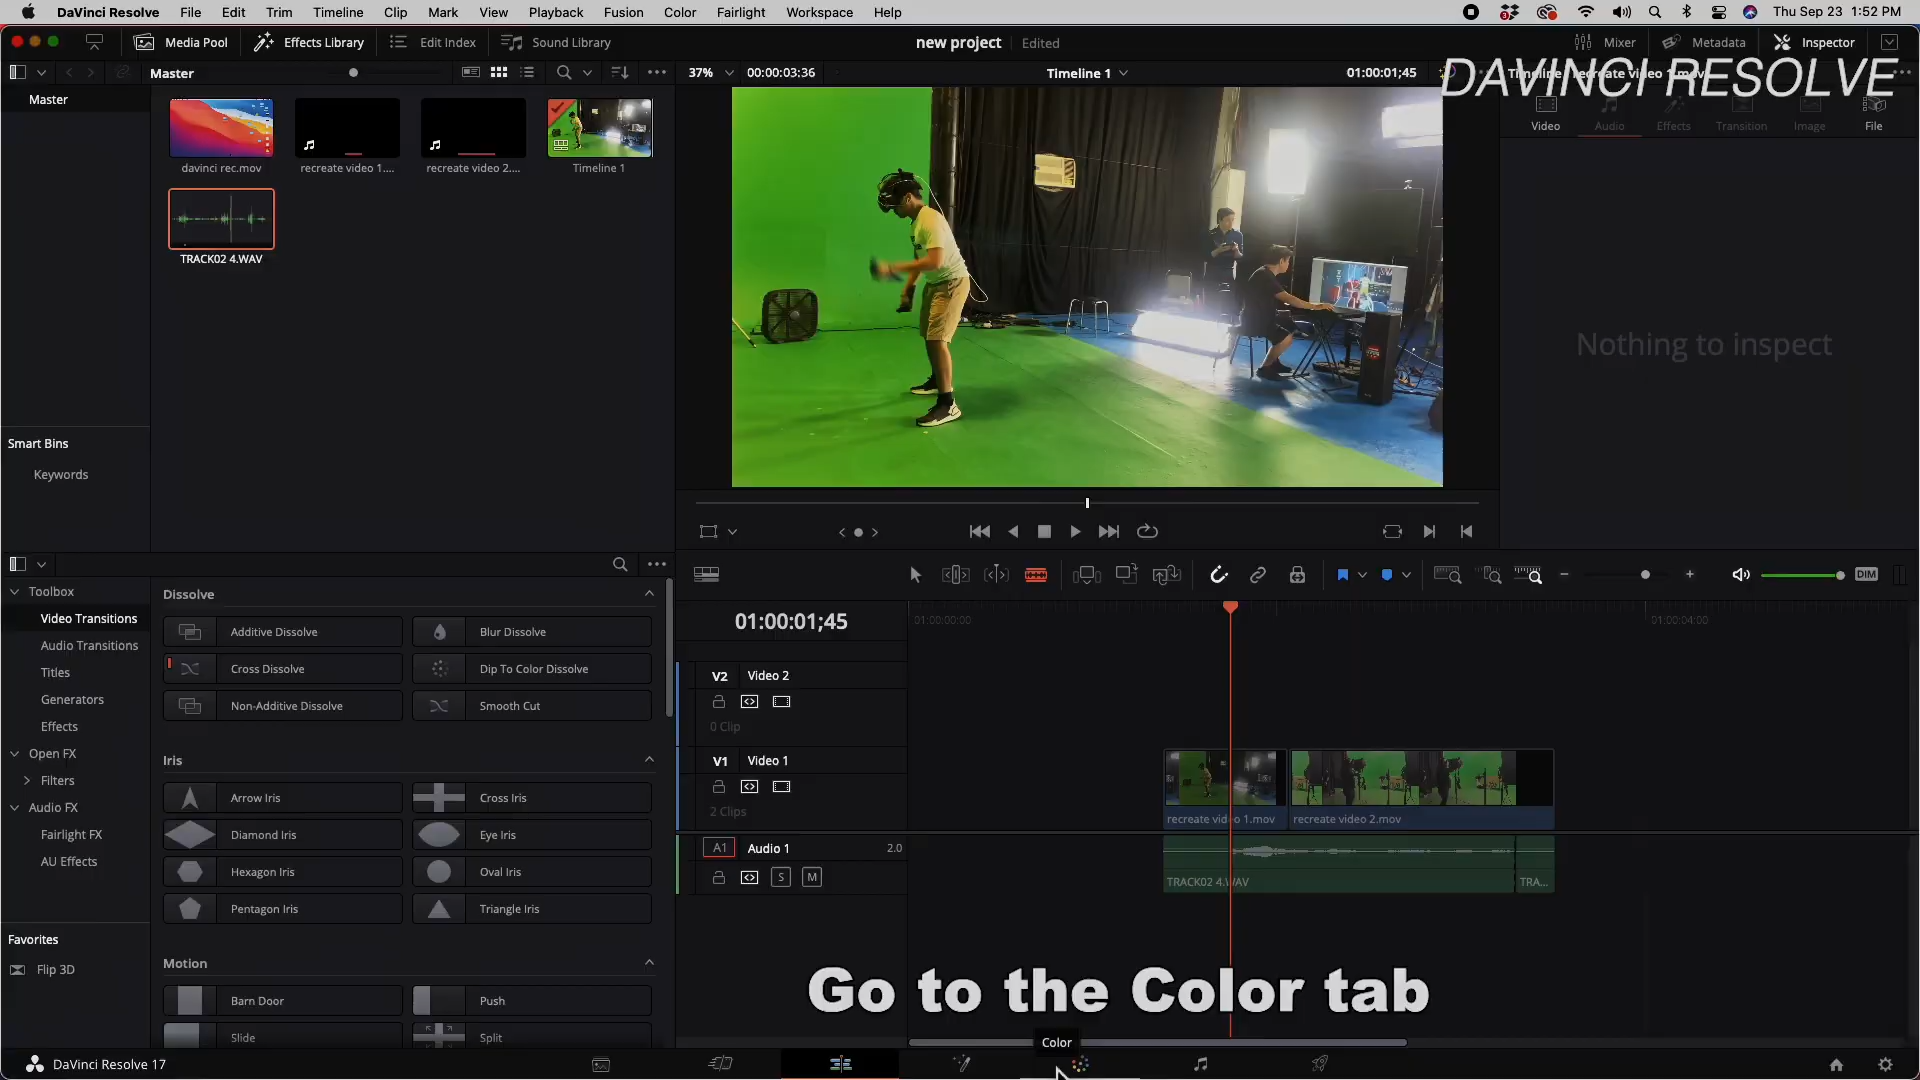 DaVinci Resolve File Edit Trim Timeline Clip Mark View Playback Fusion Color Fairlight Workspace Help Thu Sep 23 1:52 PM
Media Pool Effects Library Edit Index Sound Library new project Edited Mixer Metadata Inspector
Master 37% 00:00:03;36 Timeline 1 01:00:01;45
DAVINCI RESOLVE
Master
davinci rec.mov recreate video 1.... recreate video 2.... Timeline 1
TRACK02 4.WAV
Video Audio Effects Transition Image File
Nothing to inspect
Smart Bins
Keywords
Toolbox
Video Transitions
Audio Transitions
Titles
Generators
Effects
Open FX
Filters
Audio FX
Fairlight FX
AU Effects
Favorites
Flip 3D
Dissolve
Additive Dissolve Blur Dissolve
Cross Dissolve Dip To Color Dissolve
Non-Additive Dissolve Smooth Cut
Iris
Arrow Iris Cross Iris
Diamond Iris Eye Iris
Hexagon Iris Oval Iris
Pentagon Iris Triangle Iris
Motion
Barn Door Push
Slide Split
DIM
01:00:01;45 01:00:00:00 01:00:04:00
V2 Video 2
0 Clip
V1 Video 1
2 Clips
recreate video 1.mov recreate video 2.mov
A1 Audio 1 2.0
S M
TRACK02 4.WAV TRA...
Go to the Color tab
Color
DaVinci Resolve 17